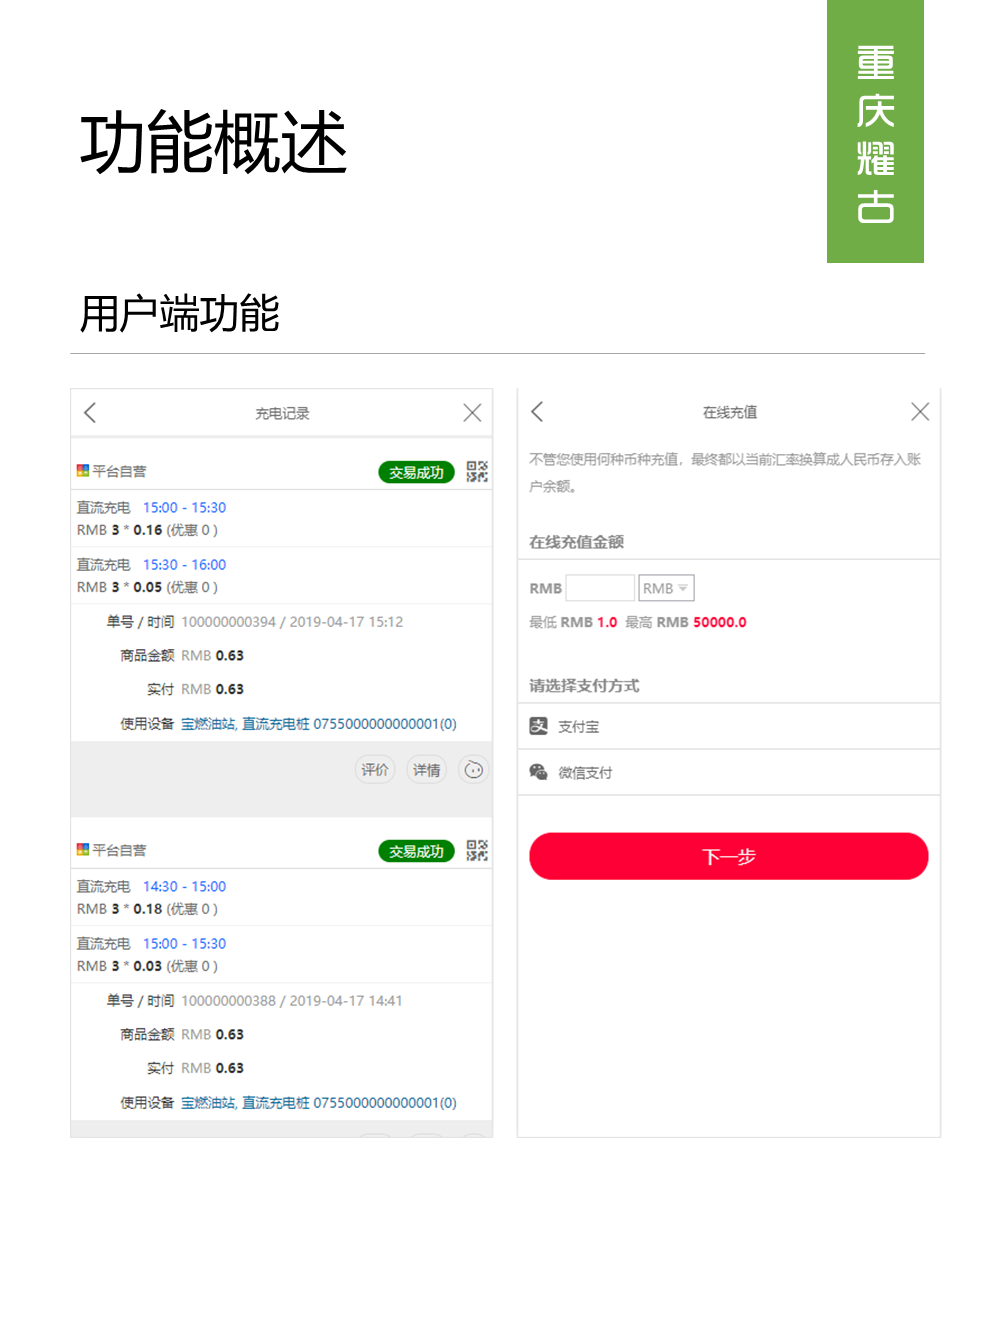 重庆耀古
功能概述
用户端功能
充电记录
平台自营 交易成功
直流充电 15:00 - 15:30
RMB 3 * 0.16 (优惠 0 )
直流充电 15:30 - 16:00
RMB 3 * 0.05 (优惠 0 )
单号 / 时间 100000000394 / 2019-04-17 15:12
商品金额 RMB 0.63
实付 RMB 0.63
使用设备 宝燃油站, 直流充电桩 0755000000000001(0)
评价 详情
平台自营 交易成功
直流充电 14:30 - 15:00
RMB 3 * 0.18 (优惠 0 )
直流充电 15:00 - 15:30
RMB 3 * 0.03 (优惠 0 )
单号 / 时间 100000000388 / 2019-04-17 14:41
商品金额 RMB 0.63
实付 RMB 0.63
使用设备 宝燃油站, 直流充电桩 0755000000000001(0)
在线充值
不管您使用何种币种充值，最终都以当前汇率换算成人民币存入账
户余额。
在线充值金额
RMB RMB
最低 RMB 1.0 最高 RMB 50000.0
请选择支付方式
支 支付宝
微信支付
下一步